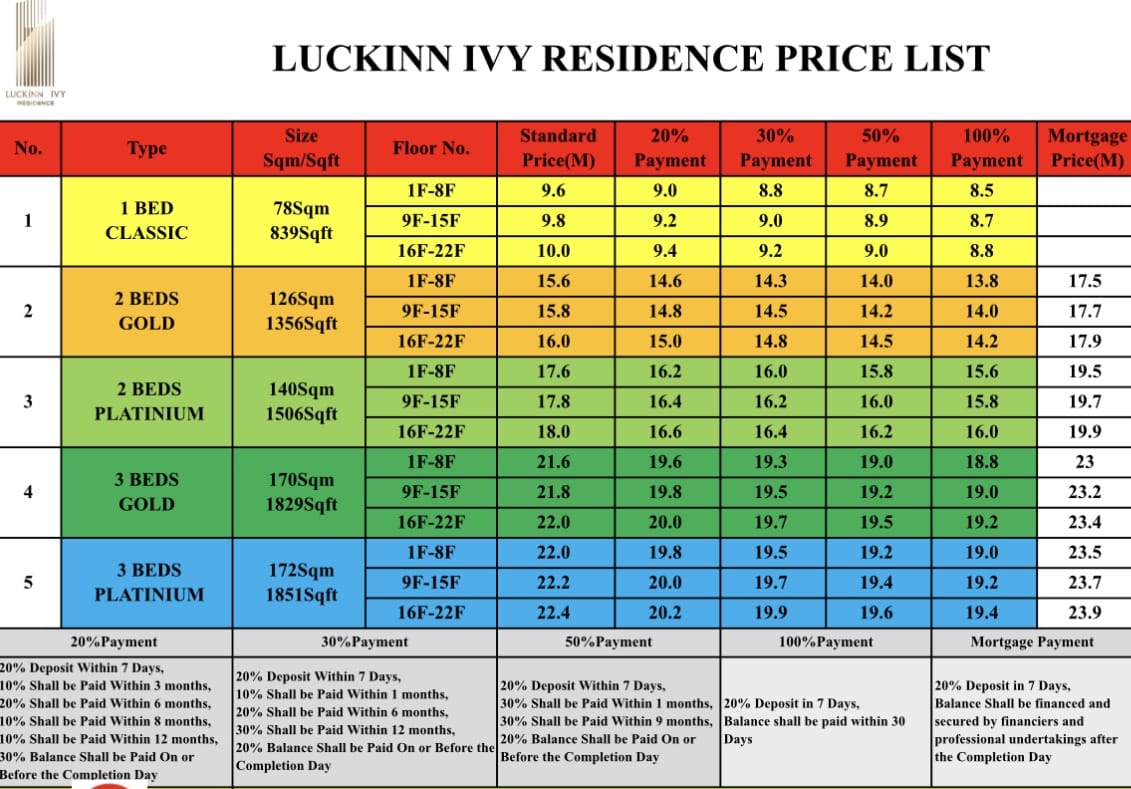 LUCKINN IVY
RESIDENCE
LUCKINN IVY RESIDENCE PRICE LIST
No. Type Size Sqm/Sqft Floor No. Standard Price(M) 20% Payment 30% Payment 50% Payment 100% Payment Mortgage Price(M)
1 1 BED CLASSIC 78Sqm 839Sqft
1F-8F 9.6 9.0 8.8 8.7 8.5
9F-15F 9.8 9.2 9.0 8.9 8.7
16F-22F 10.0 9.4 9.2 9.0 8.8
2 2 BEDS GOLD 126Sqm 1356Sqft
1F-8F 15.6 14.6 14.3 14.0 13.8 17.5
9F-15F 15.8 14.8 14.5 14.2 14.0 17.7
16F-22F 16.0 15.0 14.8 14.5 14.2 17.9
3 2 BEDS PLATINIUM 140Sqm 1506Sqft
1F-8F 17.6 16.2 16.0 15.8 15.6 19.5
9F-15F 17.8 16.4 16.2 16.0 15.8 19.7
16F-22F 18.0 16.6 16.4 16.2 16.0 19.9
4 3 BEDS GOLD 170Sqm 1829Sqft
1F-8F 21.6 19.6 19.3 19.0 18.8 23
9F-15F 21.8 19.8 19.5 19.2 19.0 23.2
16F-22F 22.0 20.0 19.7 19.5 19.2 23.4
5 3 BEDS PLATINIUM 172Sqm 1851Sqft
1F-8F 22.0 19.8 19.5 19.2 19.0 23.5
9F-15F 22.2 20.0 19.7 19.4 19.2 23.7
16F-22F 22.4 20.2 19.9 19.6 19.4 23.9
20%Payment 30%Payment 50%Payment 100%Payment Mortgage Payment
20% Deposit Within 7 Days,
10% Shall be Paid Within 3 months,
20% Shall be Paid Within 6 months,
10% Shall be Paid Within 8 months,
10% Shall be Paid Within 12 months,
30% Balance Shall be Paid On or
Before the Completion Day
20% Deposit Within 7 Days,
10% Shall be Paid Within 1 months,
20% Shall be Paid Within 6 months,
30% Shall be Paid Within 12 months,
20% Balance Shall be Paid On or Before the
Completion Day
20% Deposit Within 7 Days,
30% Shall be Paid Within 1 months,
30% Shall be Paid Within 9 months,
20% Balance Shall be Paid On or
Before the Completion Day
20% Deposit in 7 Days,
Balance shall be paid within 30
Days
20% Deposit in 7 Days,
Balance Shall be financed and
secured by financiers and
professional undertakings after
the Completion Day